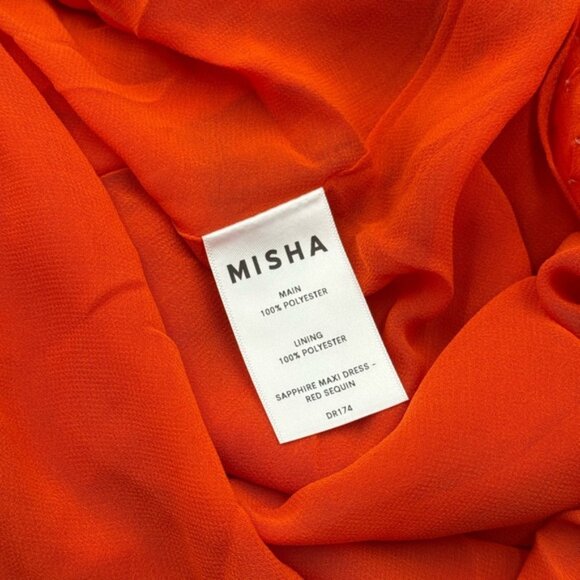 MISHA
MAIN
100% POLYESTER
LINING
100% POLYESTER
SAPPHIRE MAXI DRESS -
RED SEQUIN
DR174